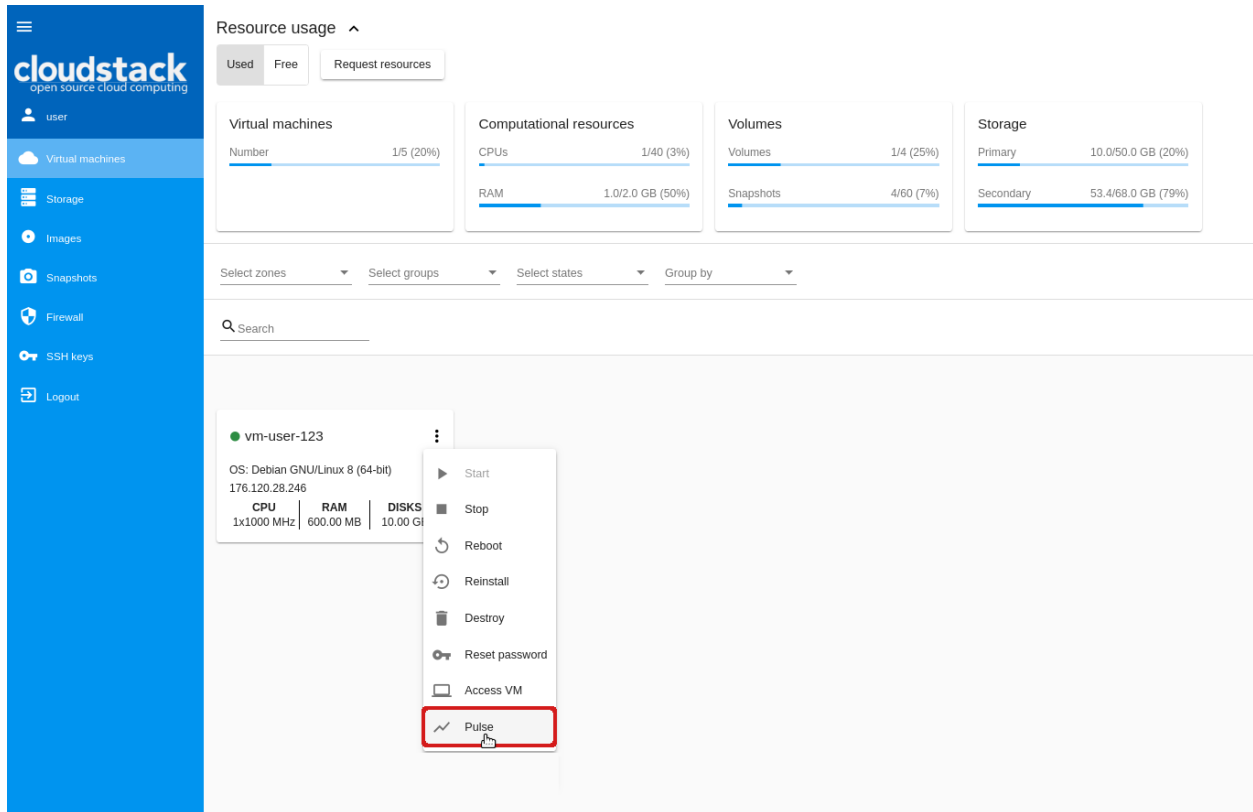 Resource usage
Used Free Request resources
cloudstack
open source cloud computing
user
Virtual machines
Storage
Images
Snapshots
Firewall
SSH keys
Logout
Virtual machines
Number 1/5 (20%)
Computational resources
CPUs 1/40 (3%)
RAM 1.0/2.0 GB (50%)
Volumes
Volumes 1/4 (25%)
Snapshots 4/60 (7%)
Storage
Primary 10.0/50.0 GB (20%)
Secondary 53.4/68.0 GB (79%)
Select zones Select groups Select states Group by
Search
vm-user-123
OS: Debian GNU/Linux 8 (64-bit)
176.120.28.246
CPU RAM DISKS
1x1000 MHz 600.00 MB 10.00
Start
Stop
Reboot
Reinstall
Destroy
Reset password
Access VM
Pulse